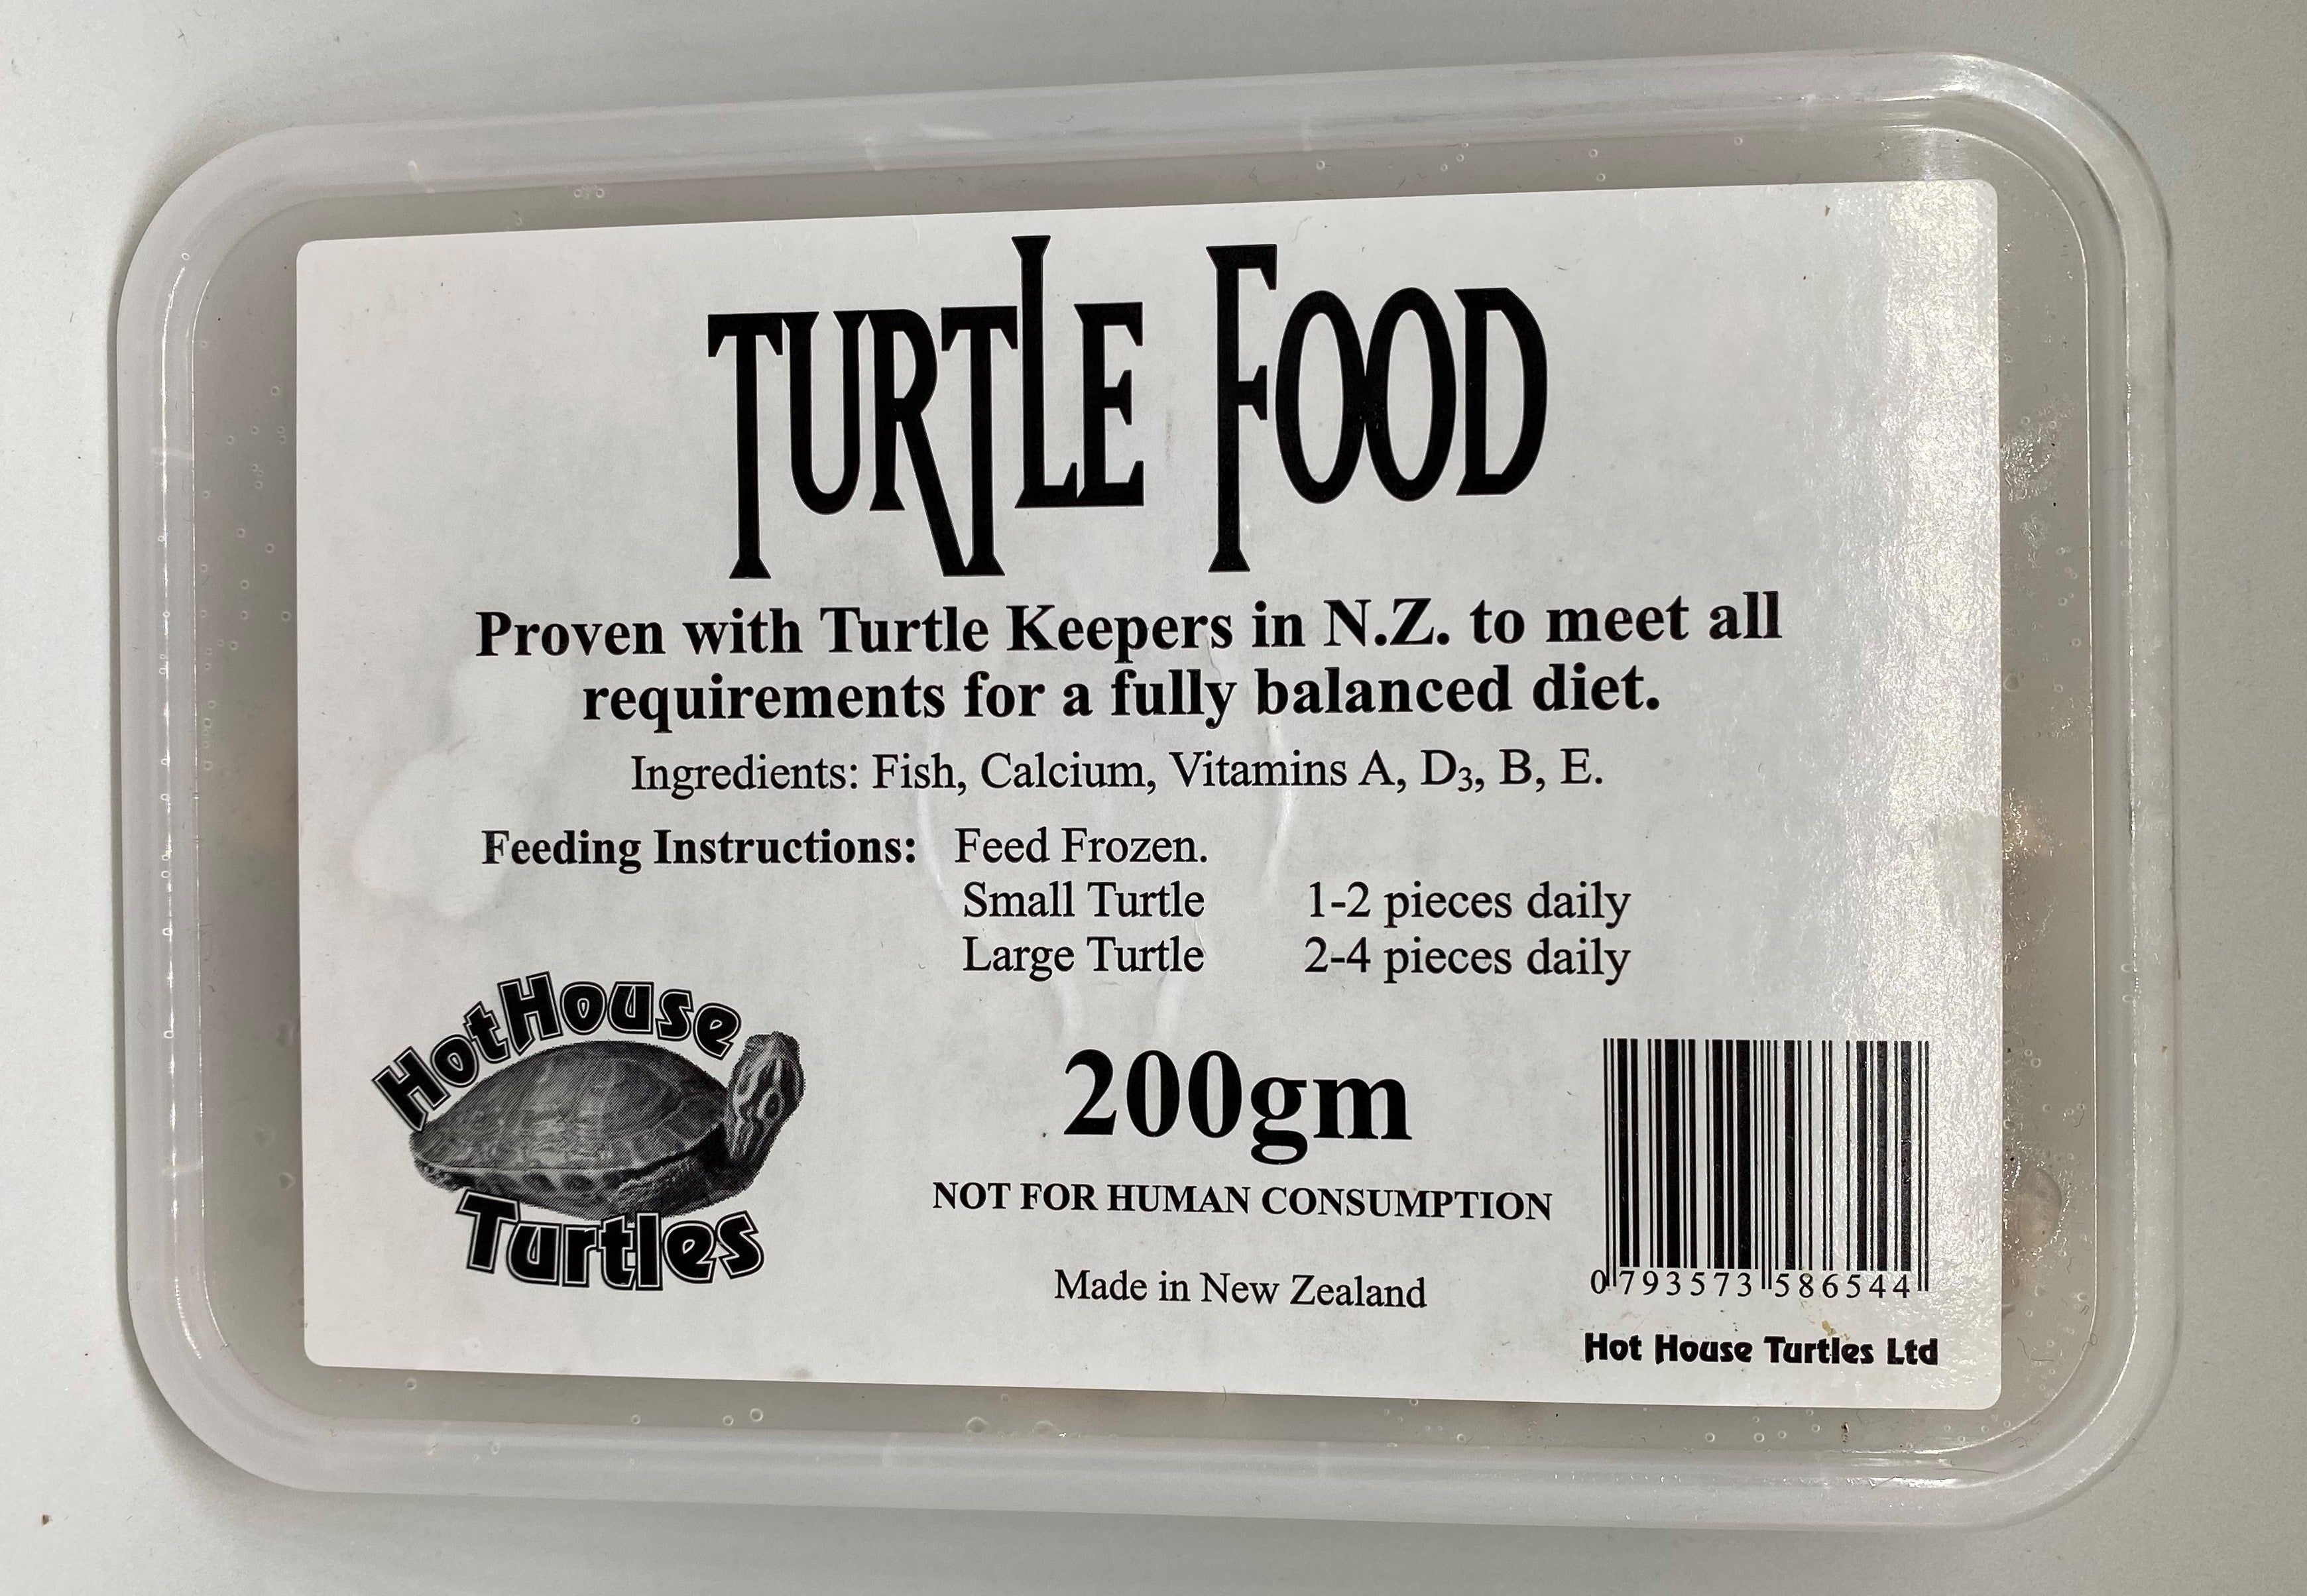 TURTLE FOOD
Proven with Turtle Keepers in N.Z. to meet all
requirements for a fully balanced diet.
Ingredients: Fish, Calcium, Vitamins A, D₃, B, E.
Feeding Instructions: Feed Frozen.
Small Turtle 1-2 pieces daily
Large Turtle 2-4 pieces daily
HotHouse
Turtles
200gm
NOT FOR HUMAN CONSUMPTION
Made in New Zealand
0 793573 586544
Hot House Turtles Ltd